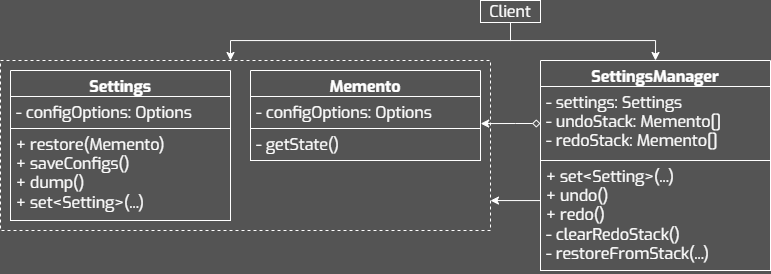 Client
Settings
- configOptions: Options
+ restore(Memento)
+ saveConfigs()
+ dump()
+ set<Setting>(...)
Memento
- configOptions: Options
- getState()
SettingsManager
- settings: Settings
- undoStack: Memento[]
- redoStack: Memento[]
+ set<Setting>(...)
+ undo()
+ redo()
- clearRedoStack()
- restoreFromStack(...)